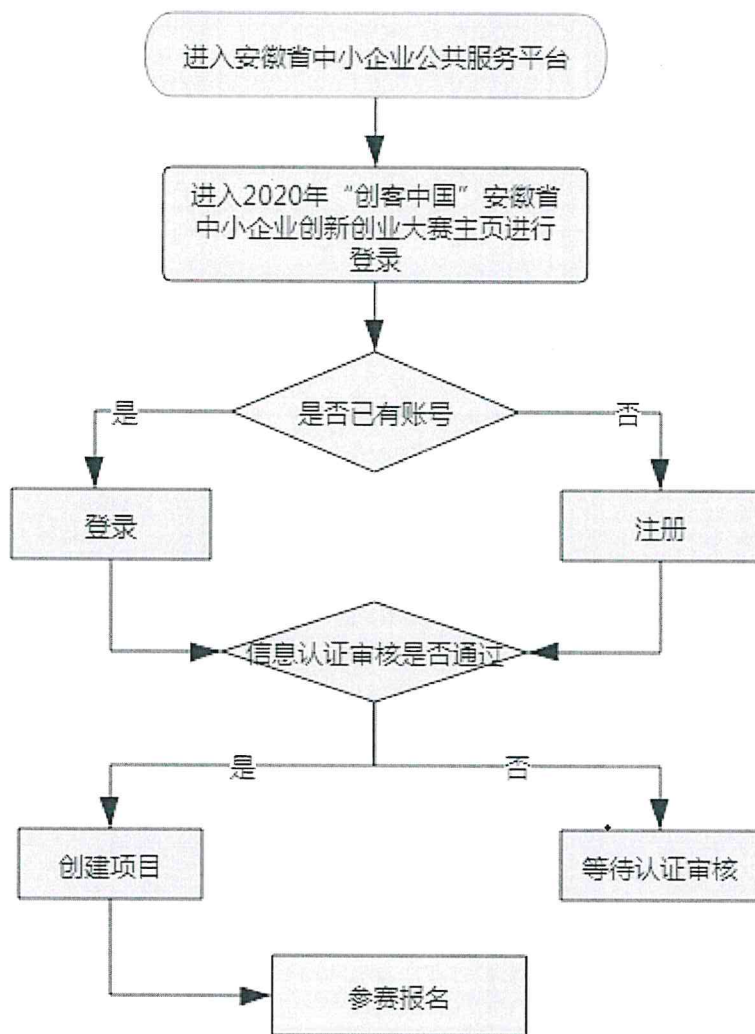 进入安徽省中小企业公共服务平台
进入2020年“创客中国”安徽省
中小企业创新创业大赛主页进行
登录
是否已有账号
是
否
登录
注册
信息认证审核是否通过
是
否
创建项目
等待认证审核
参赛报名